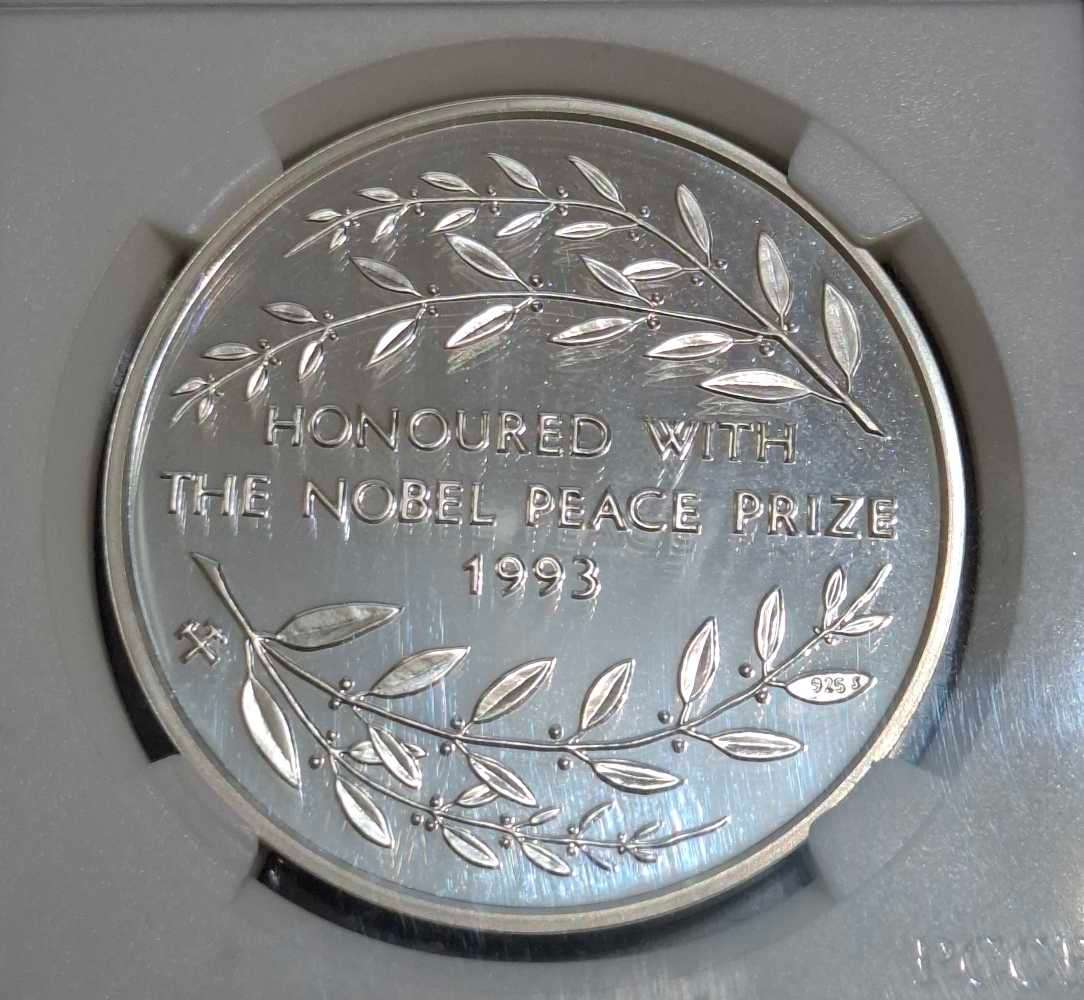 HONOURED WITH
THE NOBEL PEACE PRIZE
1993
925 S